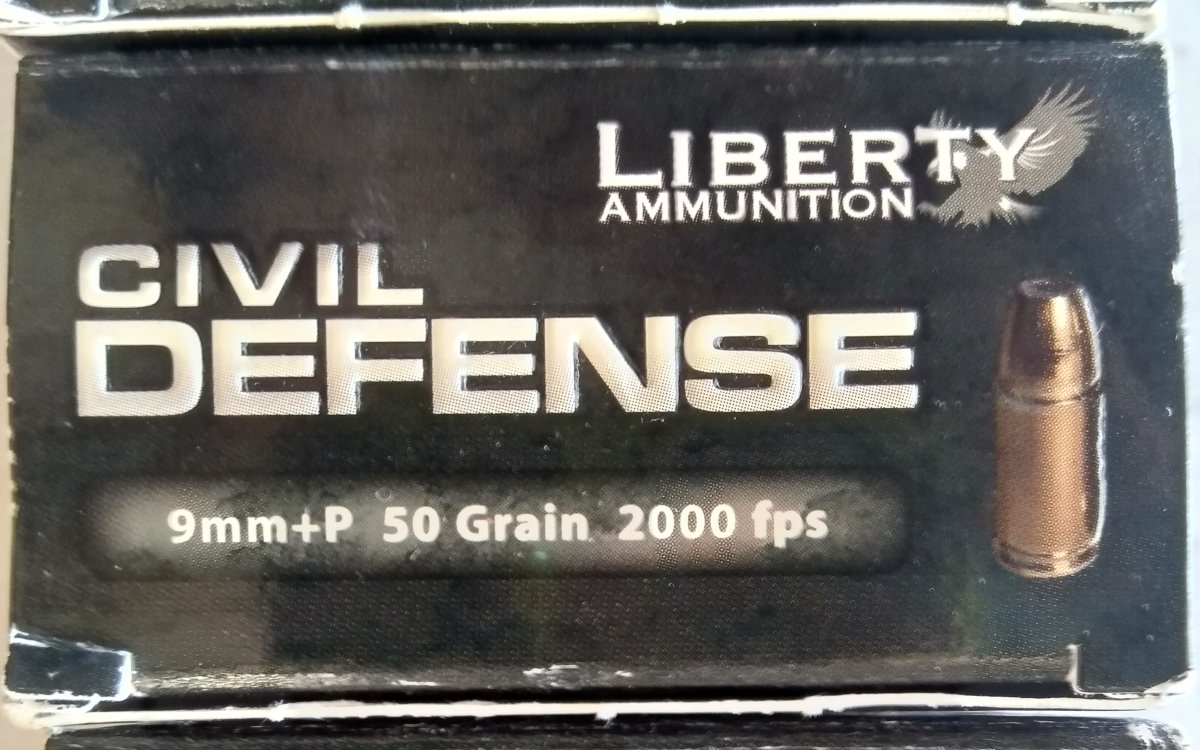 LIBERTY
AMMUNITION
CIVIL
DEFENSE
9mm+P 50 Grain 2000 fps